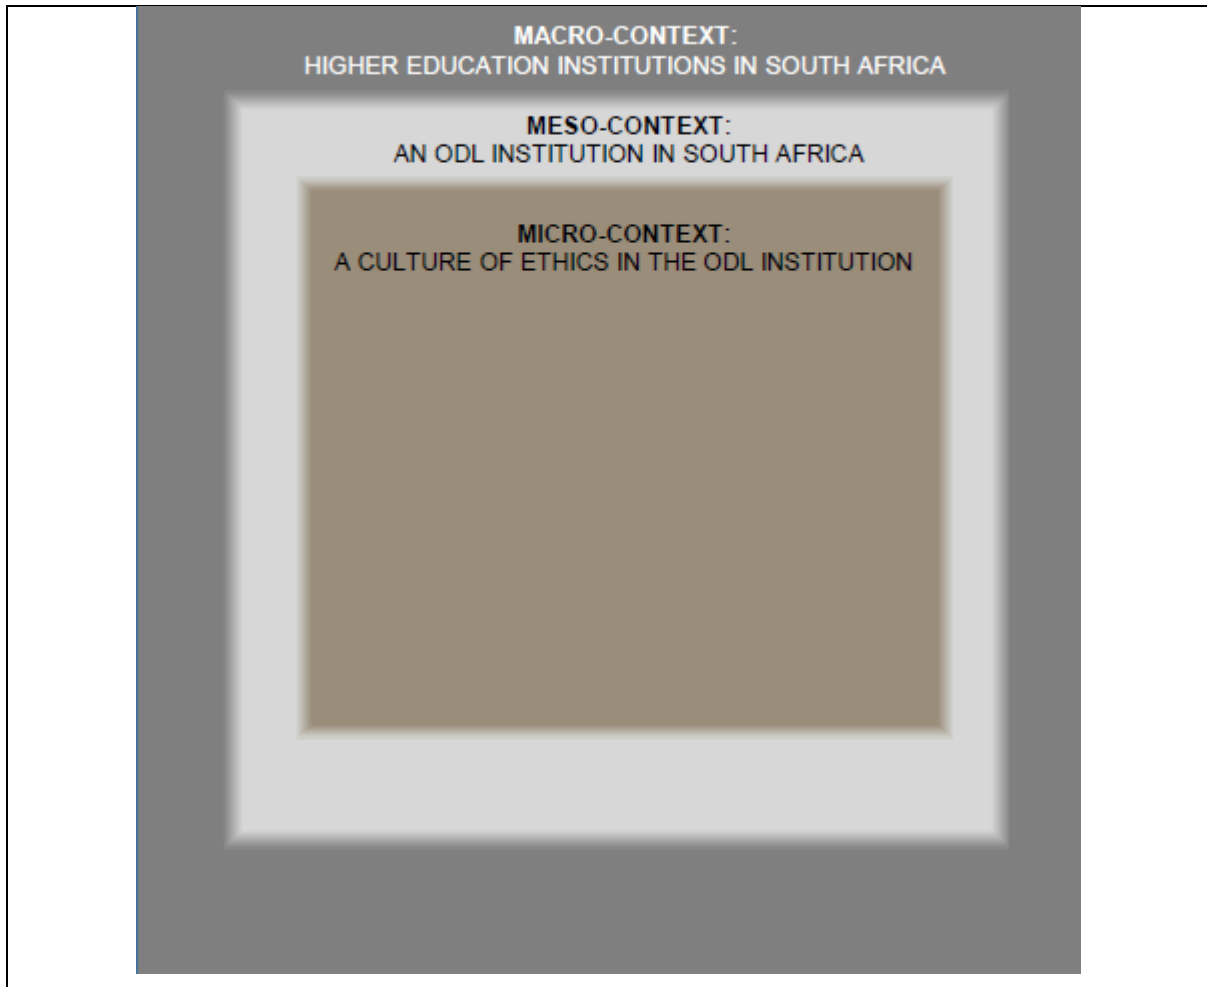 MACRO-CONTEXT:
HIGHER EDUCATION INSTITUTIONS IN SOUTH AFRICA
MESO-CONTEXT:
AN ODL INSTITUTION IN SOUTH AFRICA
MICRO-CONTEXT:
A CULTURE OF ETHICS IN THE ODL INSTITUTION